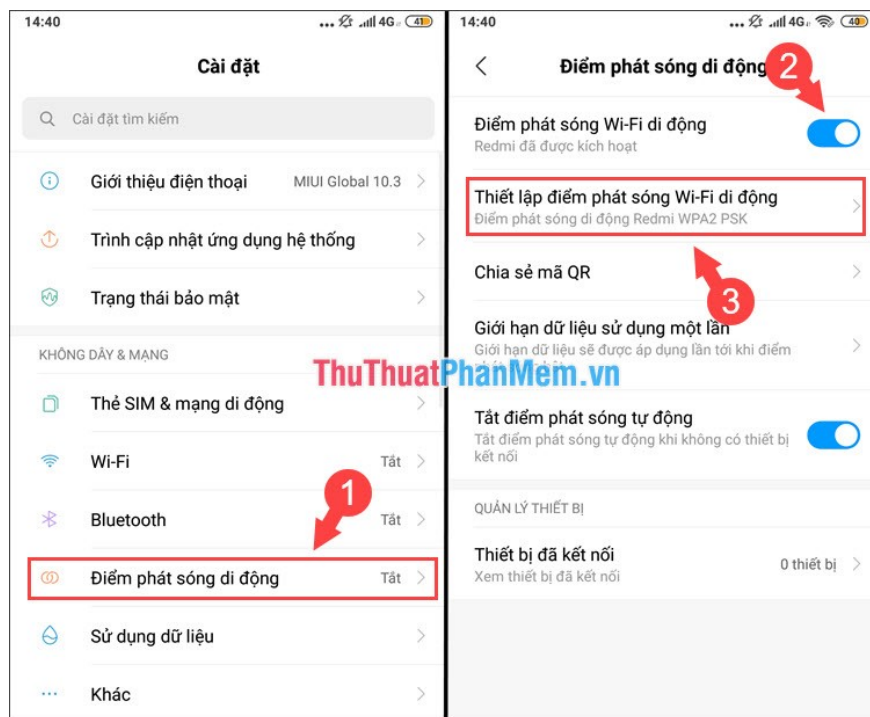 14:40
... 4G 41
Cài đặt
Cài đặt tìm kiếm
Giới thiệu điện thoại MIUI Global 10.3
Trình cập nhật ứng dụng hệ thống
Trạng thái bảo mật
KHÔNG DÂY & MẠNG
Thẻ SIM & mạng di động
Wi-Fi Tắt
1
Bluetooth Tắt
Điểm phát sóng di động Tắt
Sử dụng dữ liệu
Khác
14:40
... 4G 40
Điểm phát sóng di động
2
Điểm phát sóng Wi-Fi di động
Redmi đã được kích hoạt
Thiết lập điểm phát sóng Wi-Fi di động
Điểm phát sóng di động Redmi WPA2 PSK
3
Chia sẻ mã QR
Giới hạn dữ liệu sử dụng một lần
Giới hạn dữ liệu sẽ được áp dụng lần tới khi điểm
ThuThuatPhanMem.vn
Tắt điểm phát sóng tự động
Tắt điểm phát sóng tự động khi không có thiết bị
kết nối
QUẢN LÝ THIẾT BỊ
Thiết bị đã kết nối 0 thiết bị
Xem thiết bị đã kết nối